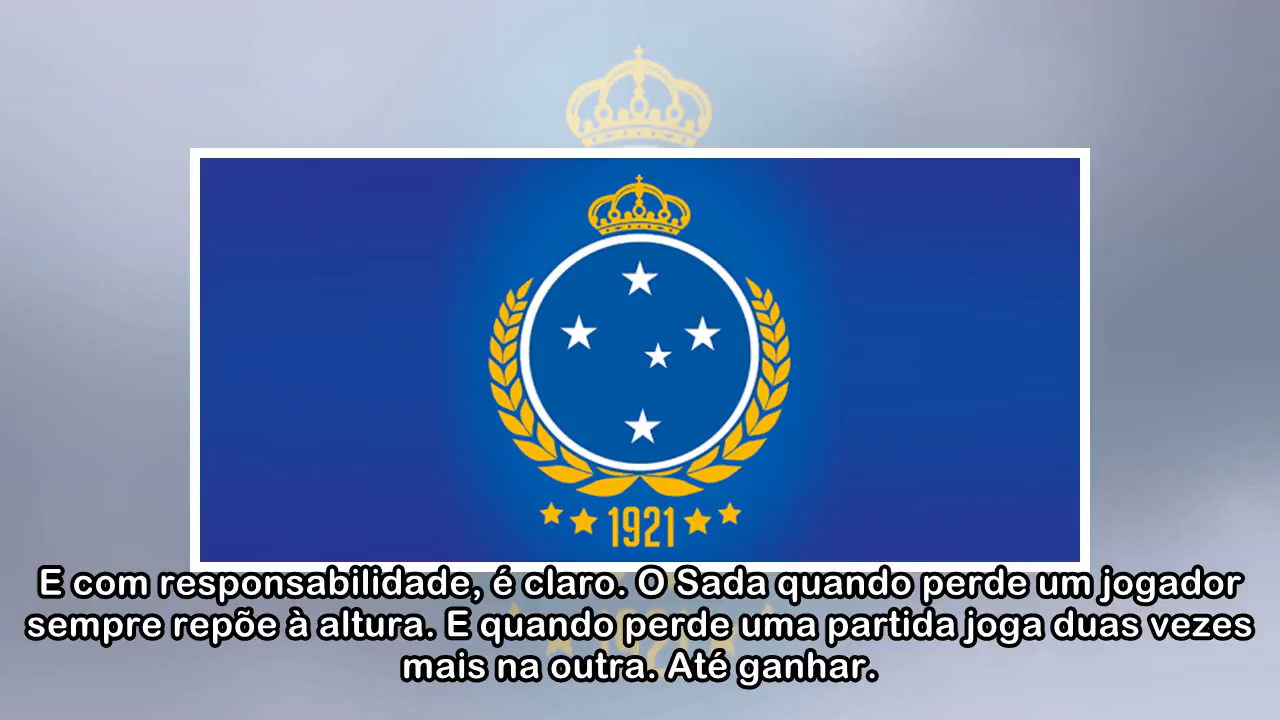 1921
E com responsabilidade, é claro. O Sada quando perde um jogador
sempre repõe à altura. E quando perde uma partida joga duas vezes
mais na outra. Até ganhar.